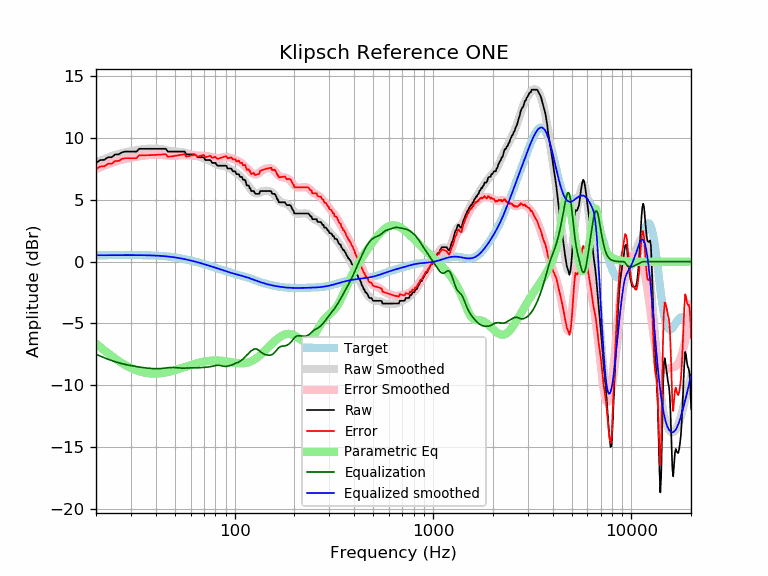 Klipsch Reference ONE
15
10
5
0
−5
−10
−15
−20
Amplitude (dBr)
Target
Raw Smoothed
Error Smoothed
Raw
Error
Parametric Eq
Equalization
Equalized smoothed
100
1000
10000
Frequency (Hz)